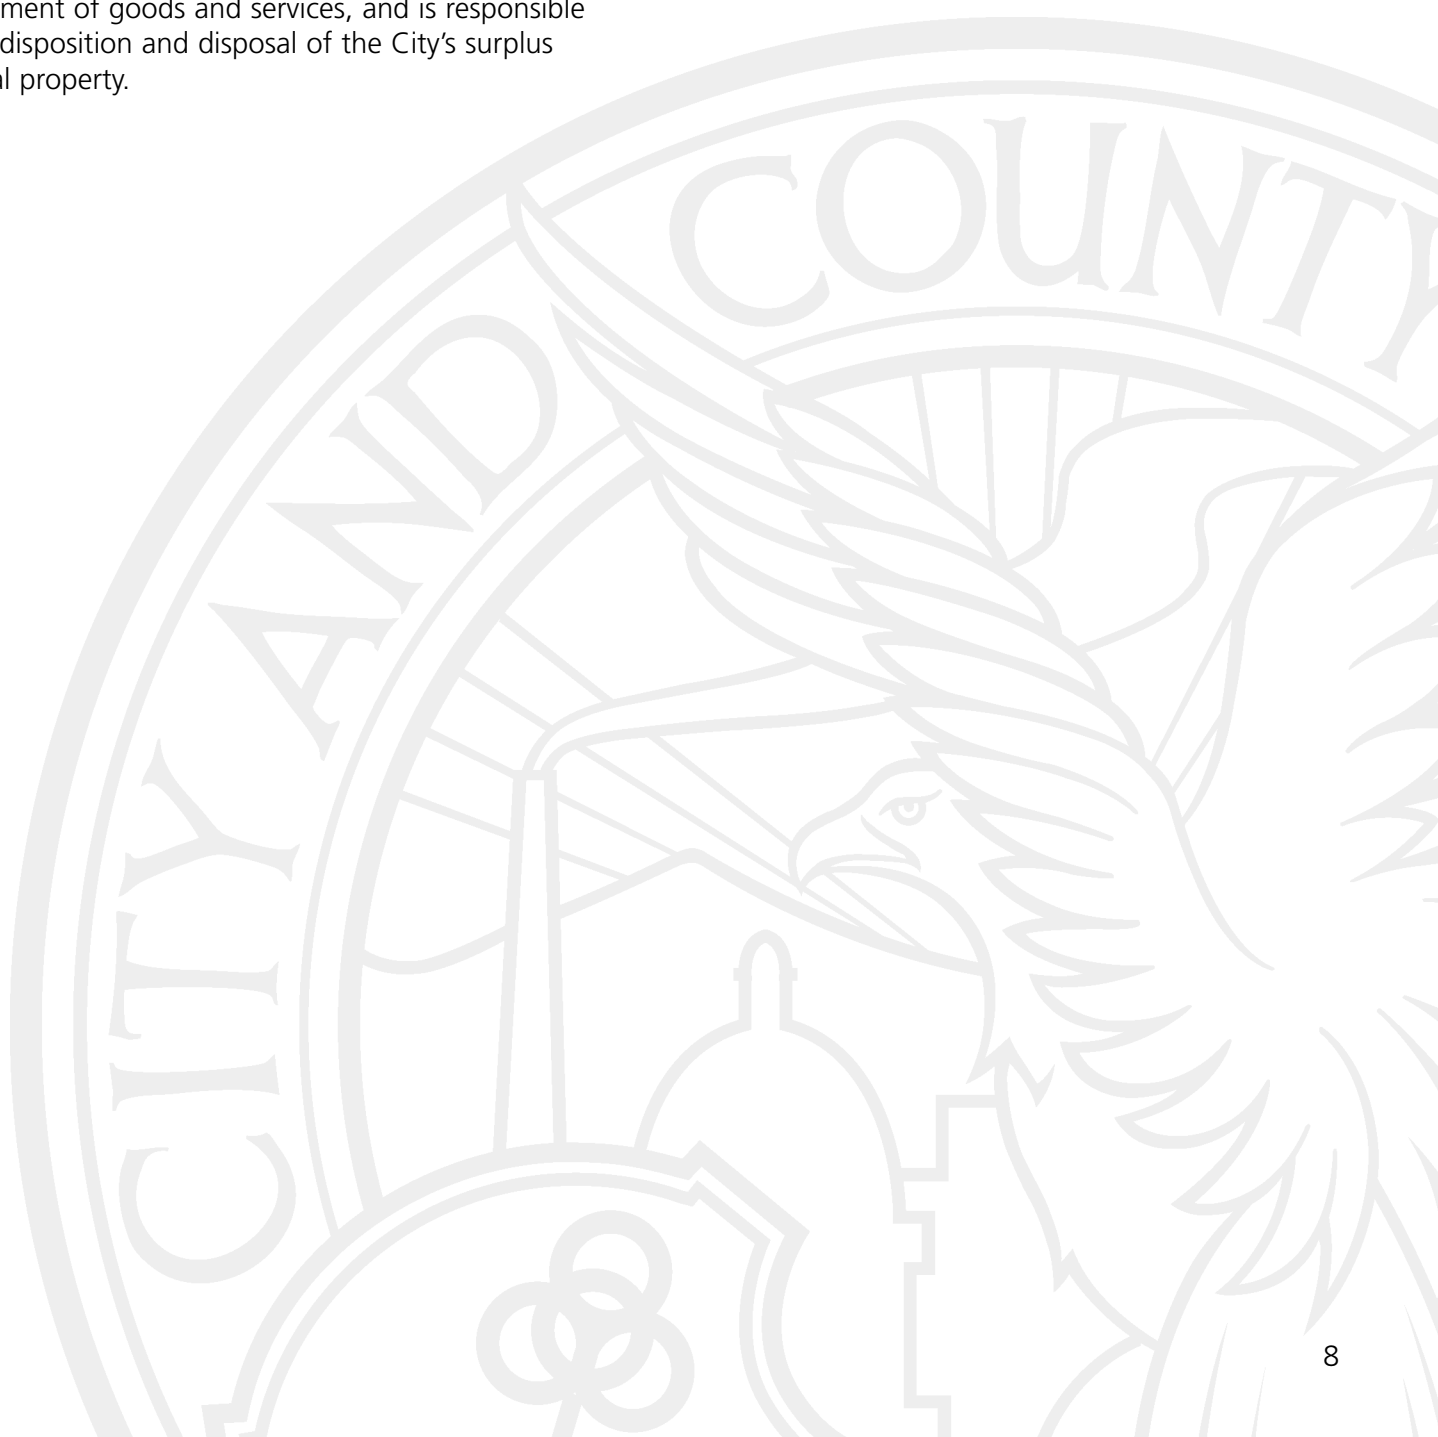 ment of goods and services, and is responsible
disposition and disposal of the City's surplus
property.
CITY AND COUNTY
8